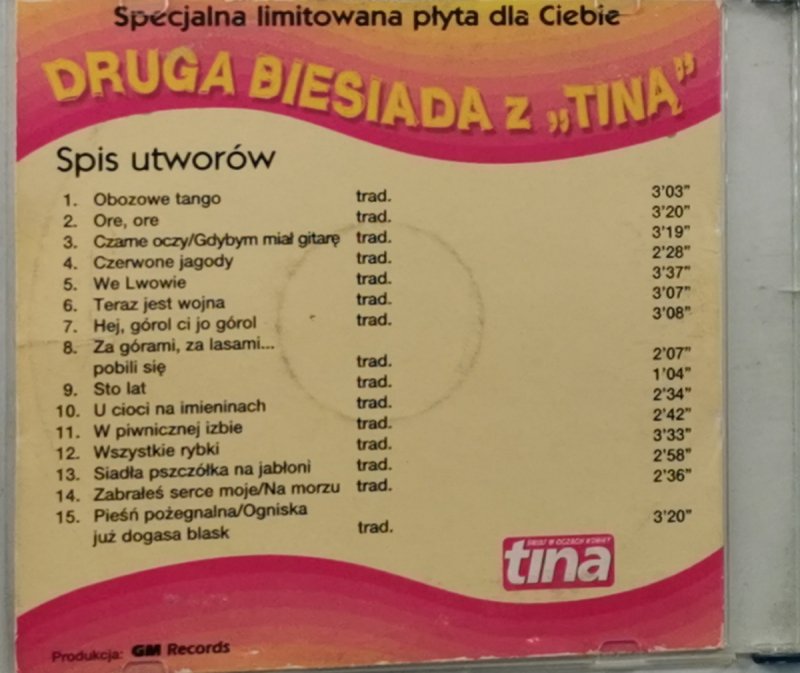 Specjalna limitowana płyta dla Ciebie
DRUGA BIESIADA z „TINĄ”
Spis utworów
1. Obozowe tango trad. 3'03"
2. Ore, ore trad. 3'20"
3. Czarne oczy/Gdybym miał gitarę trad. 3'19"
4. Czerwone jagody trad. 2'28"
5. We Lwowie trad. 3'37"
6. Teraz jest wojna trad. 3'07"
7. Hej, górol ci jo górol trad. 3'08"
8. Za górami, za lasami...
pobili się trad. 2'07"
9. Sto lat trad. 1'04"
10. U cioci na imieninach trad. 2'34"
11. W piwnicznej izbie trad. 2'42"
12. Wszystkie rybki trad. 3'33"
13. Siadła pszczółka na jabłoni trad. 2'58"
14. Zabrałeś serce moje/Na morzu trad. 2'36"
15. Pieśń pożegnalna/Ogniska
już dogasa blask trad. 3'20"
ŚWIAT W OCZACH KOBIET
tina
Produkcja: GM Records